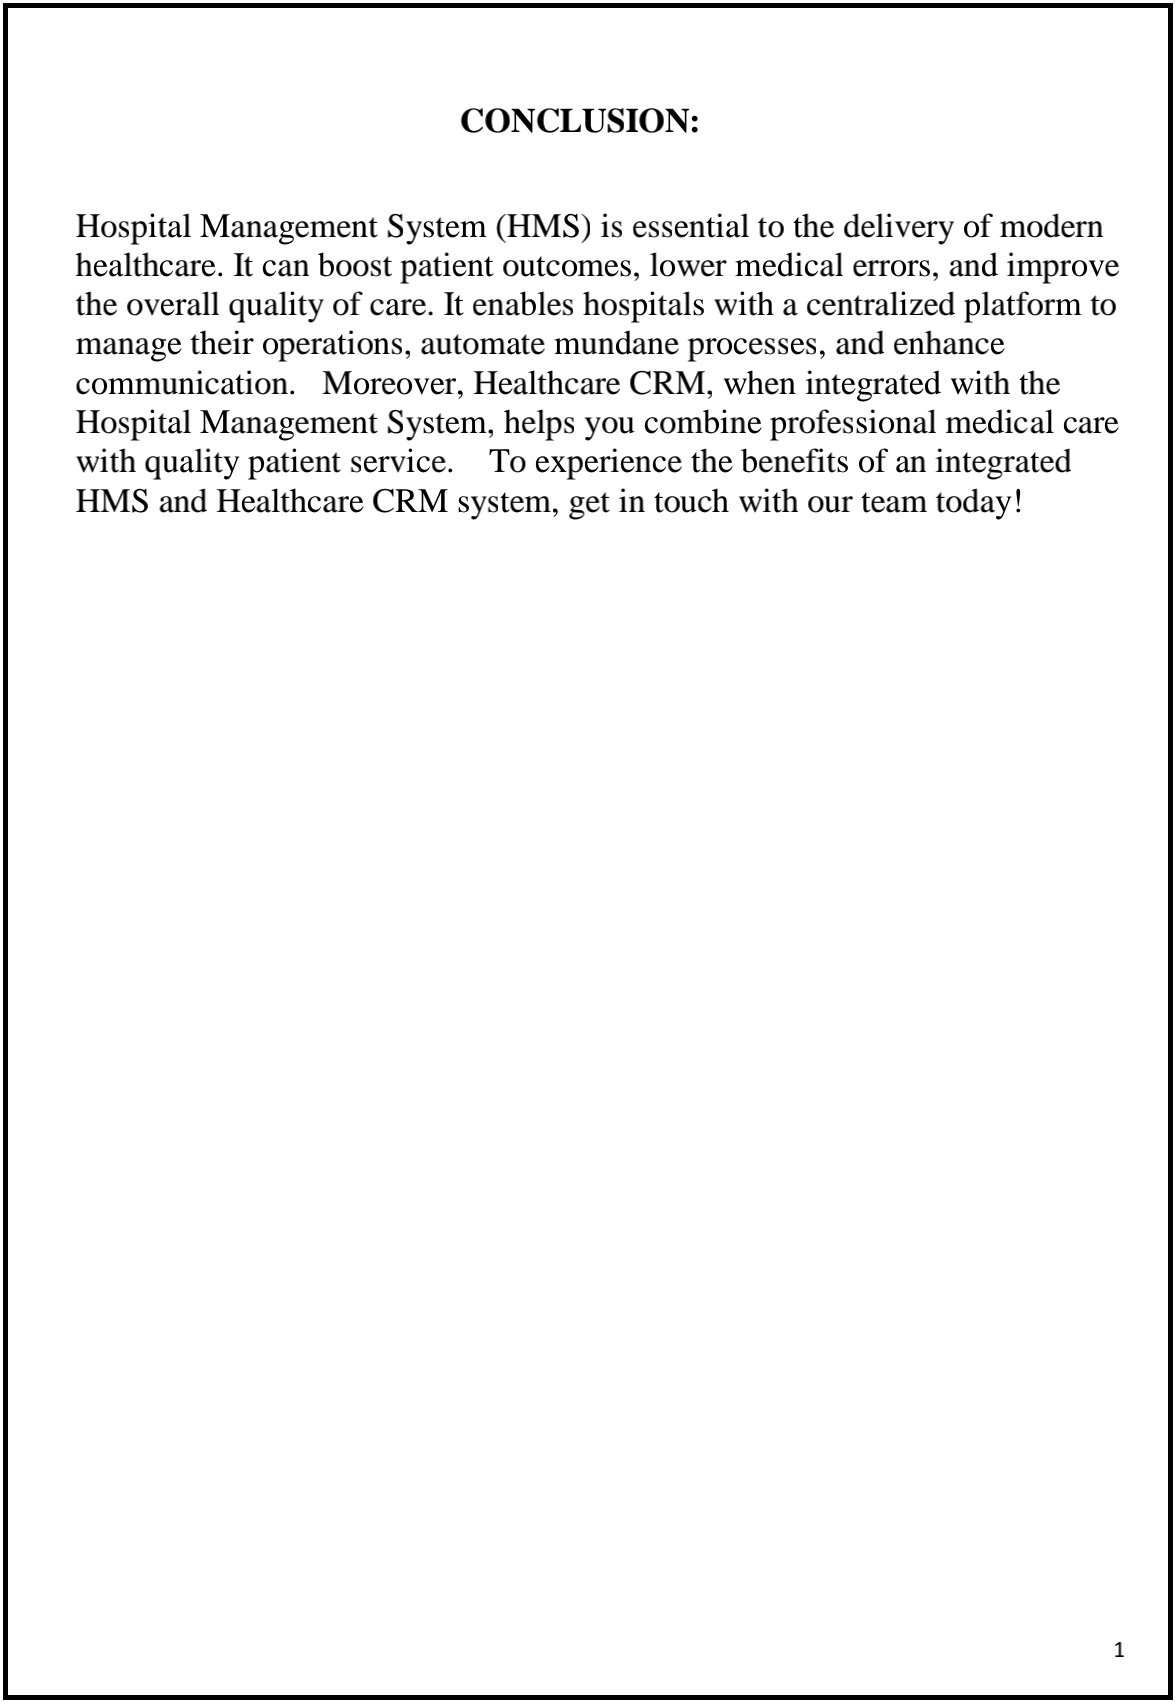 CONCLUSION:
Hospital Management System (HMS) is essential to the delivery of modern
healthcare. It can boost patient outcomes, lower medical errors, and improve
the overall quality of care. It enables hospitals with a centralized platform to
manage their operations, automate mundane processes, and enhance
communication.   Moreover, Healthcare CRM, when integrated with the
Hospital Management System, helps you combine professional medical care
with quality patient service.    To experience the benefits of an integrated
HMS and Healthcare CRM system, get in touch with our team today!
1